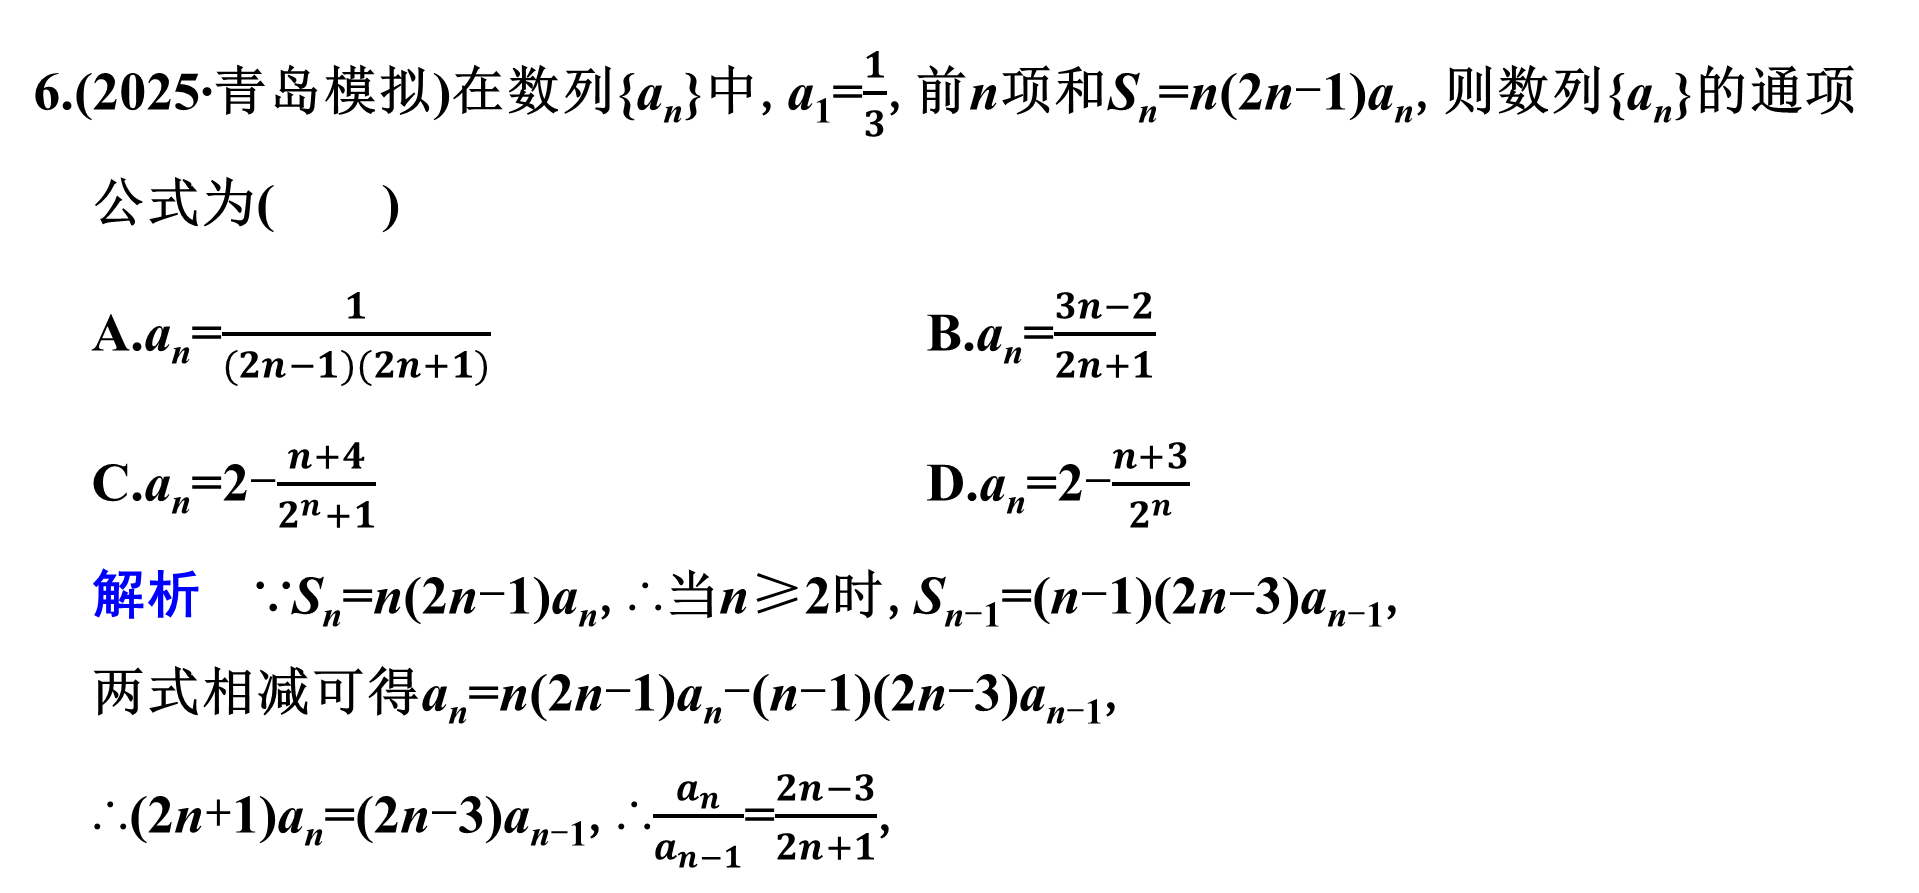 6.(2025·青岛模拟)在数列{aₙ}中, a₁=1/3, 前n项和Sₙ=n(2n−1)aₙ, 则数列{aₙ}的通项
公式为(　　)
A.aₙ=1/((2n−1)(2n+1))　　B.aₙ=(3n−2)/(2n+1)
C.aₙ=2−(n+4)/(2ⁿ+1)　　D.aₙ=2−(n+3)/2ⁿ
解析　∵Sₙ=n(2n−1)aₙ, ∴当n≥2时, Sₙ₋₁=(n−1)(2n−3)aₙ₋₁,
两式相减可得aₙ=n(2n−1)aₙ−(n−1)(2n−3)aₙ₋₁,
∴(2n+1)aₙ=(2n−3)aₙ₋₁, ∴aₙ/aₙ₋₁=(2n−3)/(2n+1),